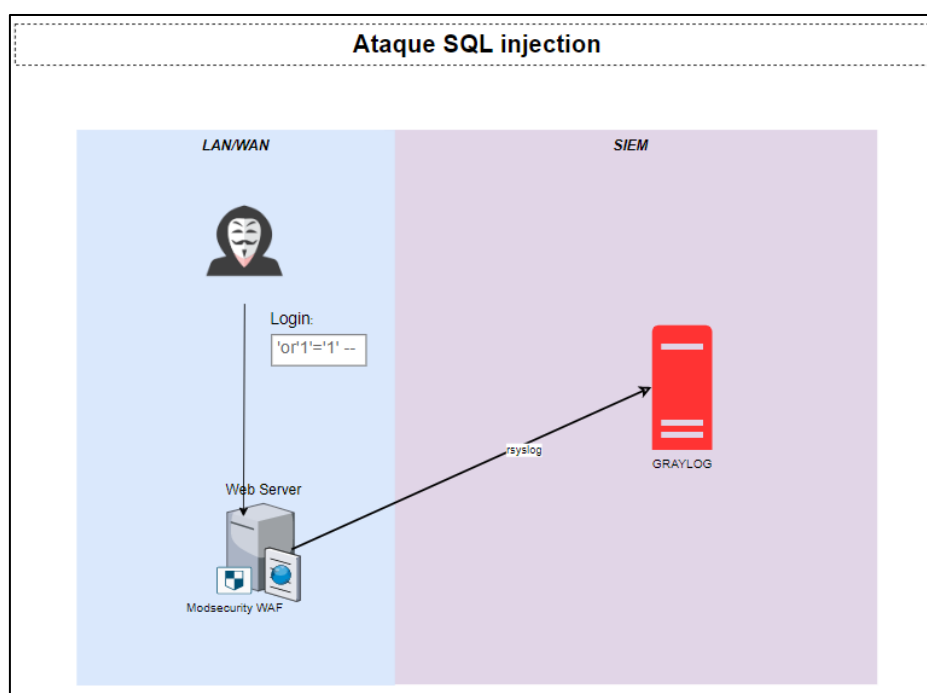 Ataque SQL injection
LAN/WAN
SIEM
Login:
'or'1'='1' --
rsyslog
GRAYLOG
Web Server
Modsecurity WAF